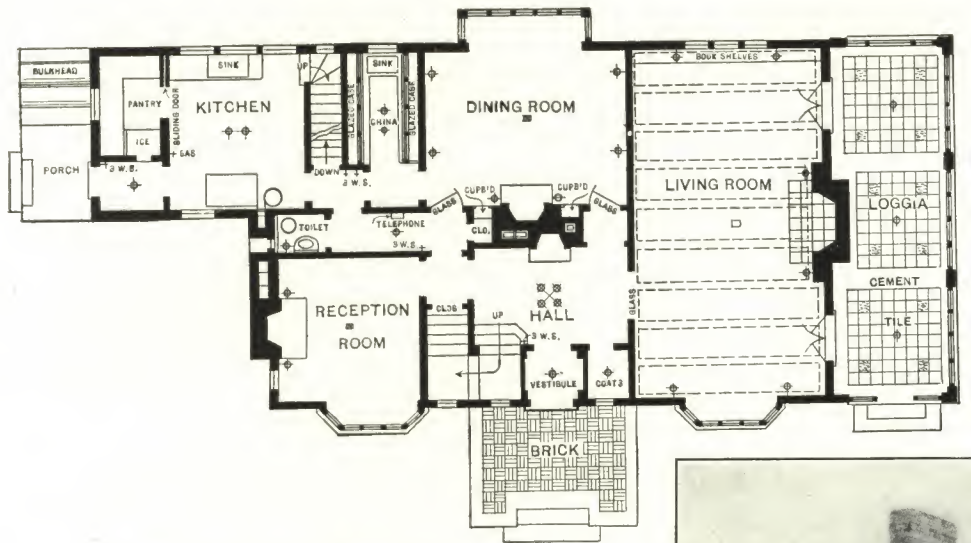 BULKHEAD
PANTRY
ICE
SLIDING DOOR
GAS
SINK
KITCHEN
UP
DOWN
3 W.S.
PORCH
3 W.S.
GLAZED CASE
SINK
CHINA
GLAZED CASE
DINING ROOM
BOOK SHELVES
LIVING ROOM
LOGGIA
CEMENT
TILE
GLASS
CUPB'D
CUPB'D
GLASS
CLO.
TOILET
TELEPHONE
3 W.S.
RECEPTION
ROOM
CLOS
UP
HALL
3 W.S.
GLASS
VESTIBULE
COATS
BRICK